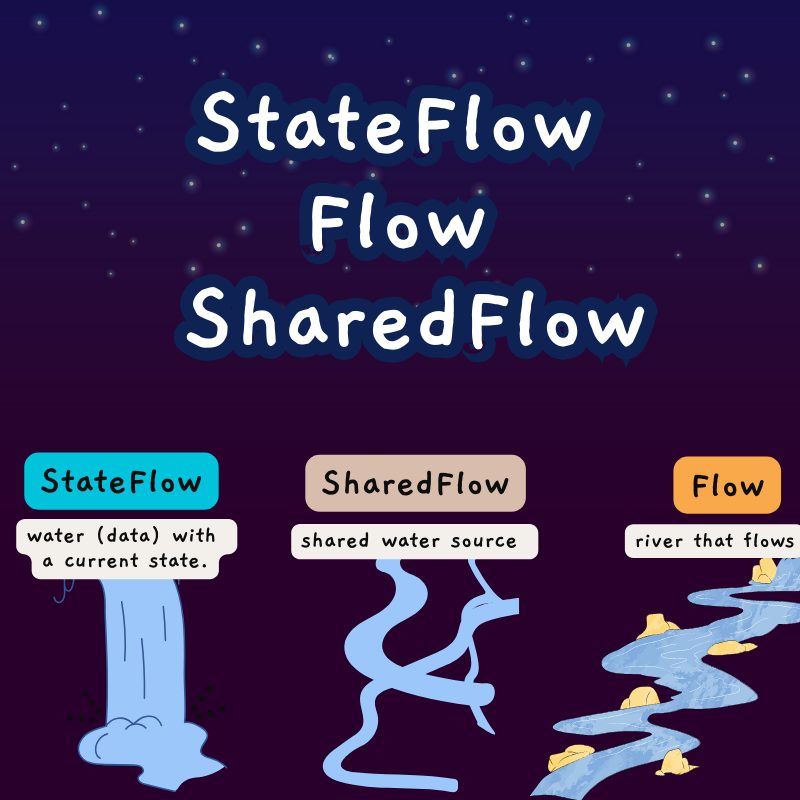 StateFlow
Flow
SharedFlow
StateFlow
water (data) with
a current state.
SharedFlow
shared water source
Flow
river that flows